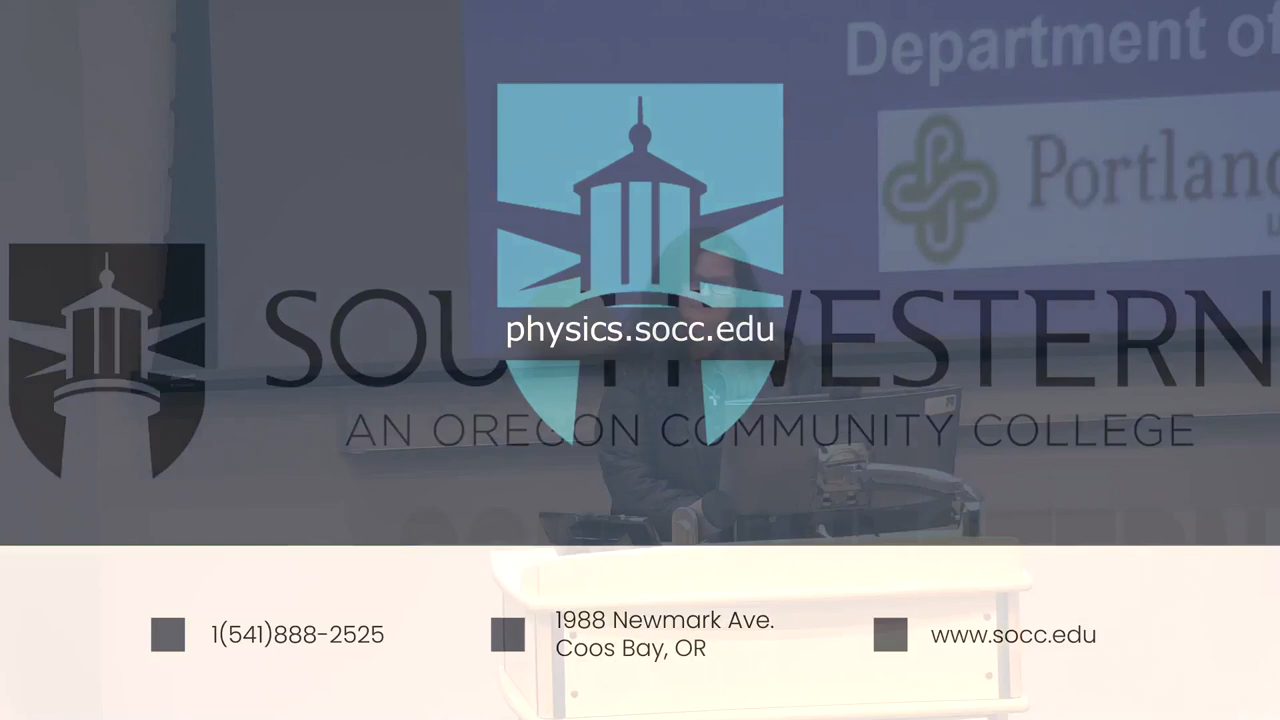 Department of
Portland
physics.socc.edu
SOUTHWESTERN
AN OREGON COMMUNITY COLLEGE
1(541)888-2525
1988 Newmark Ave.
Coos Bay, OR
www.socc.edu